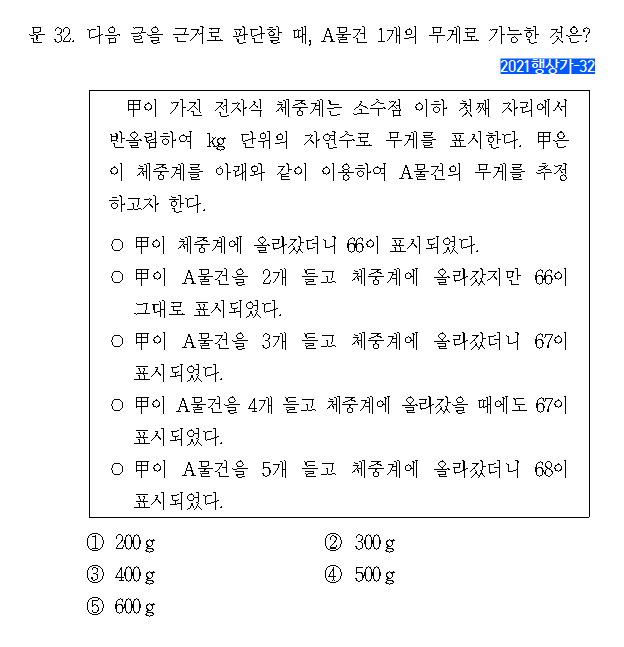 문 32. 다음 글을 근거로 판단할 때, A물건 1개의 무게로 가능한 것은?
2021행상가-32
甲이 가진 전자식 체중계는 소수점 이하 첫째 자리에서
반올림하여 kg 단위의 자연수로 무게를 표시한다. 甲은
이 체중계를 아래와 같이 이용하여 A물건의 무게를 추정
하고자 한다.
○ 甲이 체중계에 올라갔더니 66이 표시되었다.
○ 甲이 A물건을 2개 들고 체중계에 올라갔지만 66이
그대로 표시되었다.
○ 甲이 A물건을 3개 들고 체중계에 올라갔더니 67이
표시되었다.
○ 甲이 A물건을 4개 들고 체중계에 올라갔을 때에도 67이
표시되었다.
○ 甲이 A물건을 5개 들고 체중계에 올라갔더니 68이
표시되었다.
① 200g ② 300g
③ 400g ④ 500g
⑤ 600g